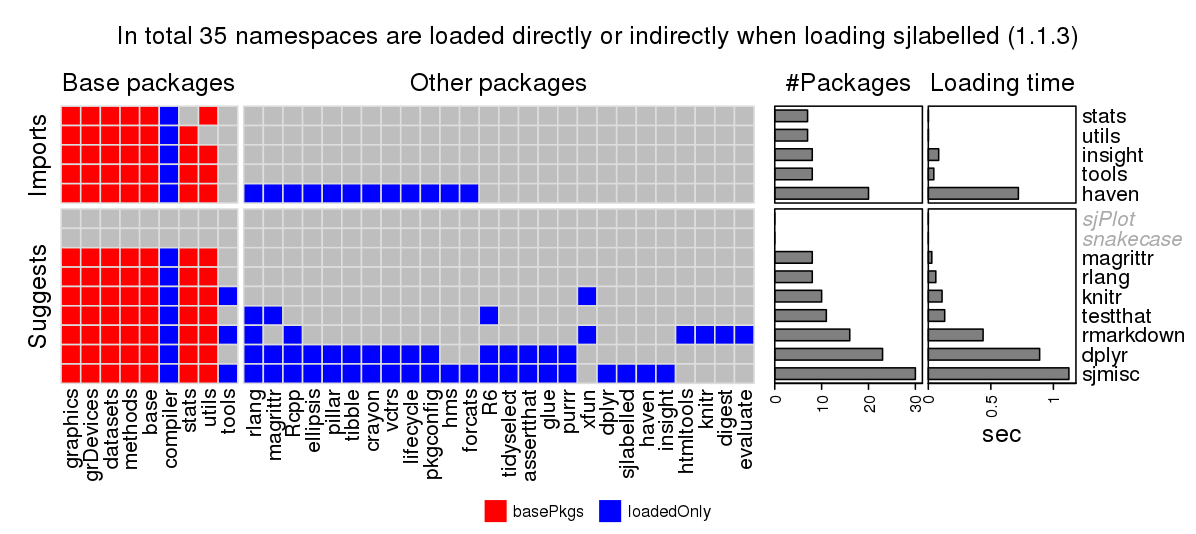 In total 35 namespaces are loaded directly or indirectly when loading sjlabelled (1.1.3)
Base packages
Other packages
#Packages
Loading time
Imports
stats
utils
insight
tools
haven
Suggests
sjPlot
snakecase
magrittr
rlang
knitr
testthat
rmarkdown
dplyr
sjmisc
graphics
grDevices
datasets
methods
base
compiler
stats
utils
tools
rlang
magrittr
Rcpp
ellipsis
pillar
tibble
crayon
vctrs
lifecycle
pkgconfig
hms
forcats
R6
tidyselect
assertthat
glue
purrr
xfun
dplyr
sjlabelled
haven
insight
htmltools
knitr
digest
evaluate
0
10
20
30
0
0.5
1
sec
basePkgs
loadedOnly